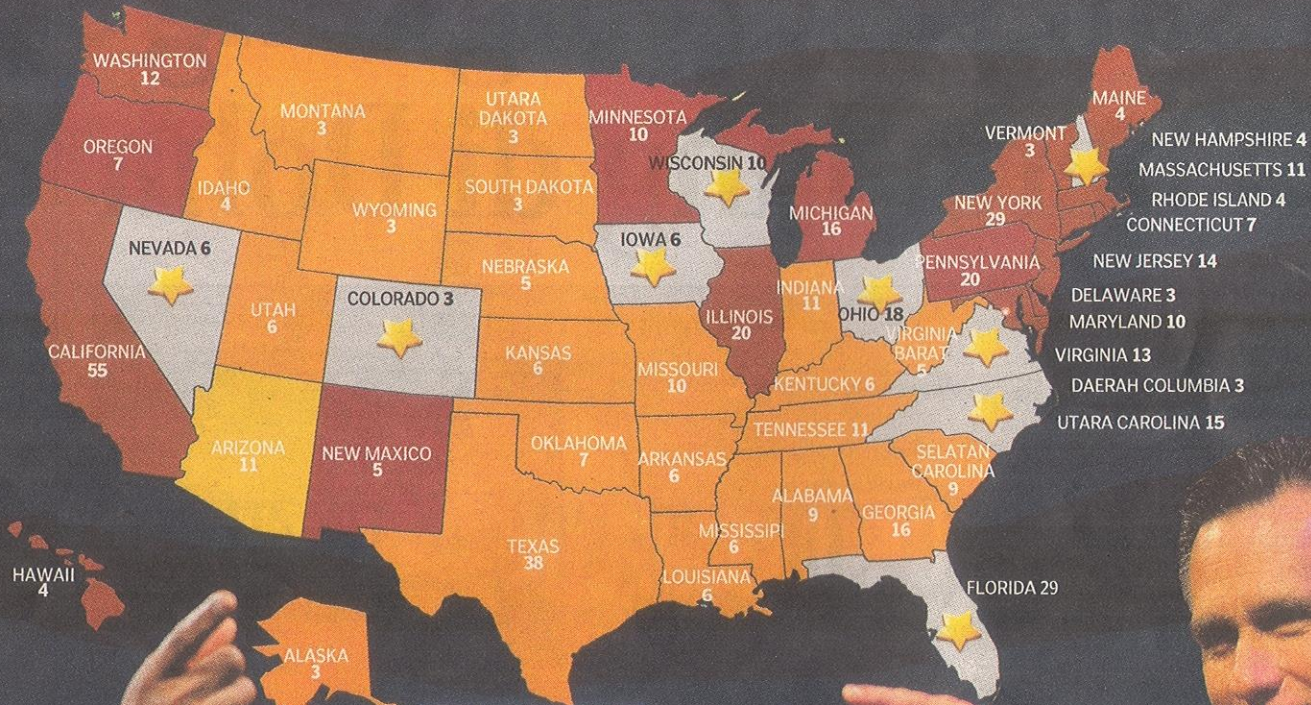 WASHINGTON
12
OREGON
7
CALIFORNIA
55
NEVADA 6
IDAHO
4
MONTANA
3
WYOMING
3
UTAH
6
COLORADO 3
ARIZONA
11
NEW MEXICO
5
UTARA
DAKOTA
3
SOUTH DAKOTA
3
NEBRASKA
5
KANSAS
6
OKLAHOMA
7
TEXAS
38
MINNESOTA
10
IOWA 6
MISSOURI
10
ARKANSAS
6
LOUISIANA
6
WISCONSIN 10
ILLINOIS
20
MICHIGAN
16
INDIANA
11
OHIO 18
KENTUCKY 6
TENNESSEE 11
MISSISSIPI
6
ALABAMA
9
GEORGIA
16
SELATAN
CAROLINA
9
VIRGINIA
BARAT
5
PENNSYLVANIA
20
NEW YORK
29
VERMONT
3
MAINE
4
NEW HAMPSHIRE 4
MASSACHUSETTS 11
RHODE ISLAND 4
CONNECTICUT 7
NEW JERSEY 14
DELAWARE 3
MARYLAND 10
VIRGINIA 13
DAERAH COLUMBIA 3
UTARA CAROLINA 15
FLORIDA 29
HAWAII
4
ALASKA
3